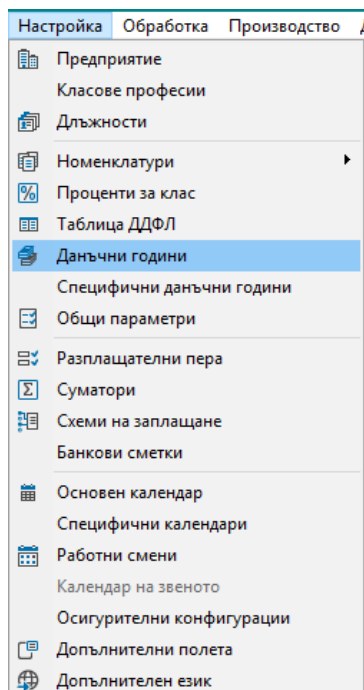 Настройка Обработка Производство
Предприятие
Класове професии
Длъжности
Номенклатури
Проценти за клас
Таблица ДДФЛ
Данъчни години
Специфични данъчни години
Общи параметри
Разплащателни пера
Суматори
Схеми на заплащане
Банкови сметки
Основен календар
Специфични календари
Работни смени
Календар на звеното
Осигурителни конфигурации
Допълнителни полета
Допълнителен език